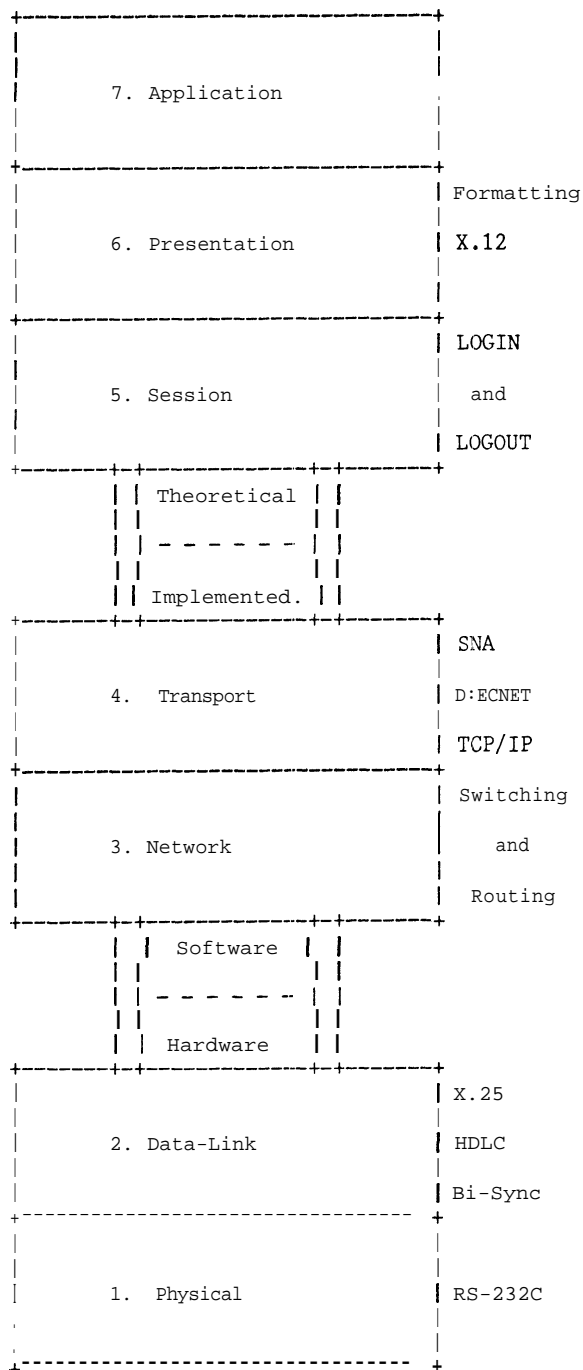 7. Application
Formatting
6. Presentation X.12
LOGIN
5. Session and
LOGOUT
Theoretical
Implemented.
SNA
4. Transport D:ECNET
TCP/IP
Switching
3. Network and
Routing
Software
Hardware
X.25
2. Data-Link HDLC
Bi-Sync
1. Physical RS-232C